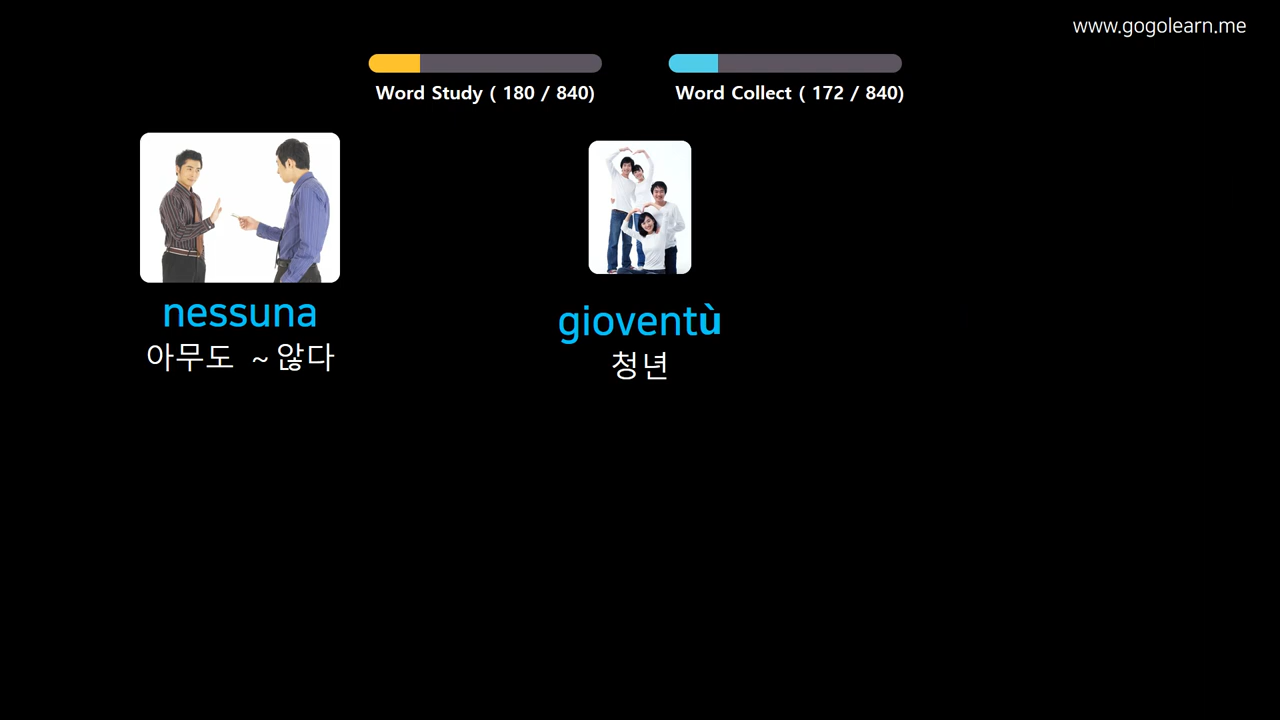 www.gogolearn.me
Word Study ( 180 / 840)
Word Collect ( 172 / 840)
nessuna
아무도 ~않다
gioventù
청년